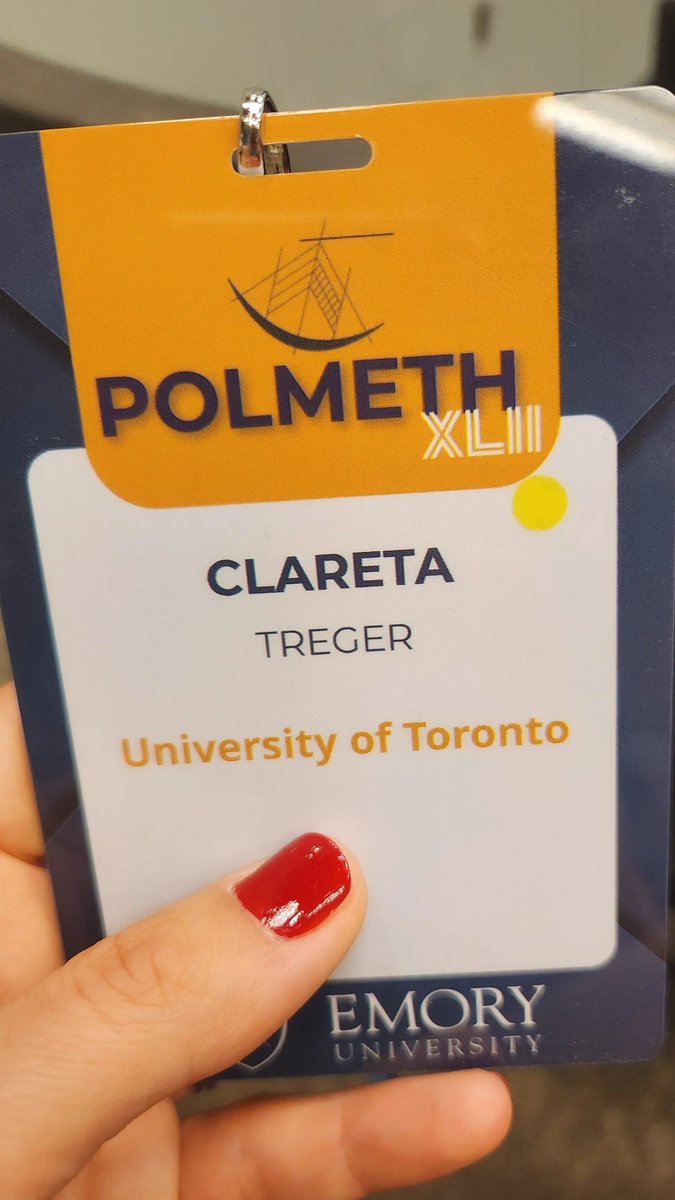 POLMETH
XLII
CLARETA
TREGER
University of Toronto
EMORY
UNIVERSITY